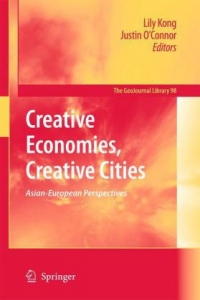 Lily Kong
Justin O'Connor
Editors
The GeoJournal Library 98
Creative
Economies,
Creative Cities
Asian-European Perspectives
Springer